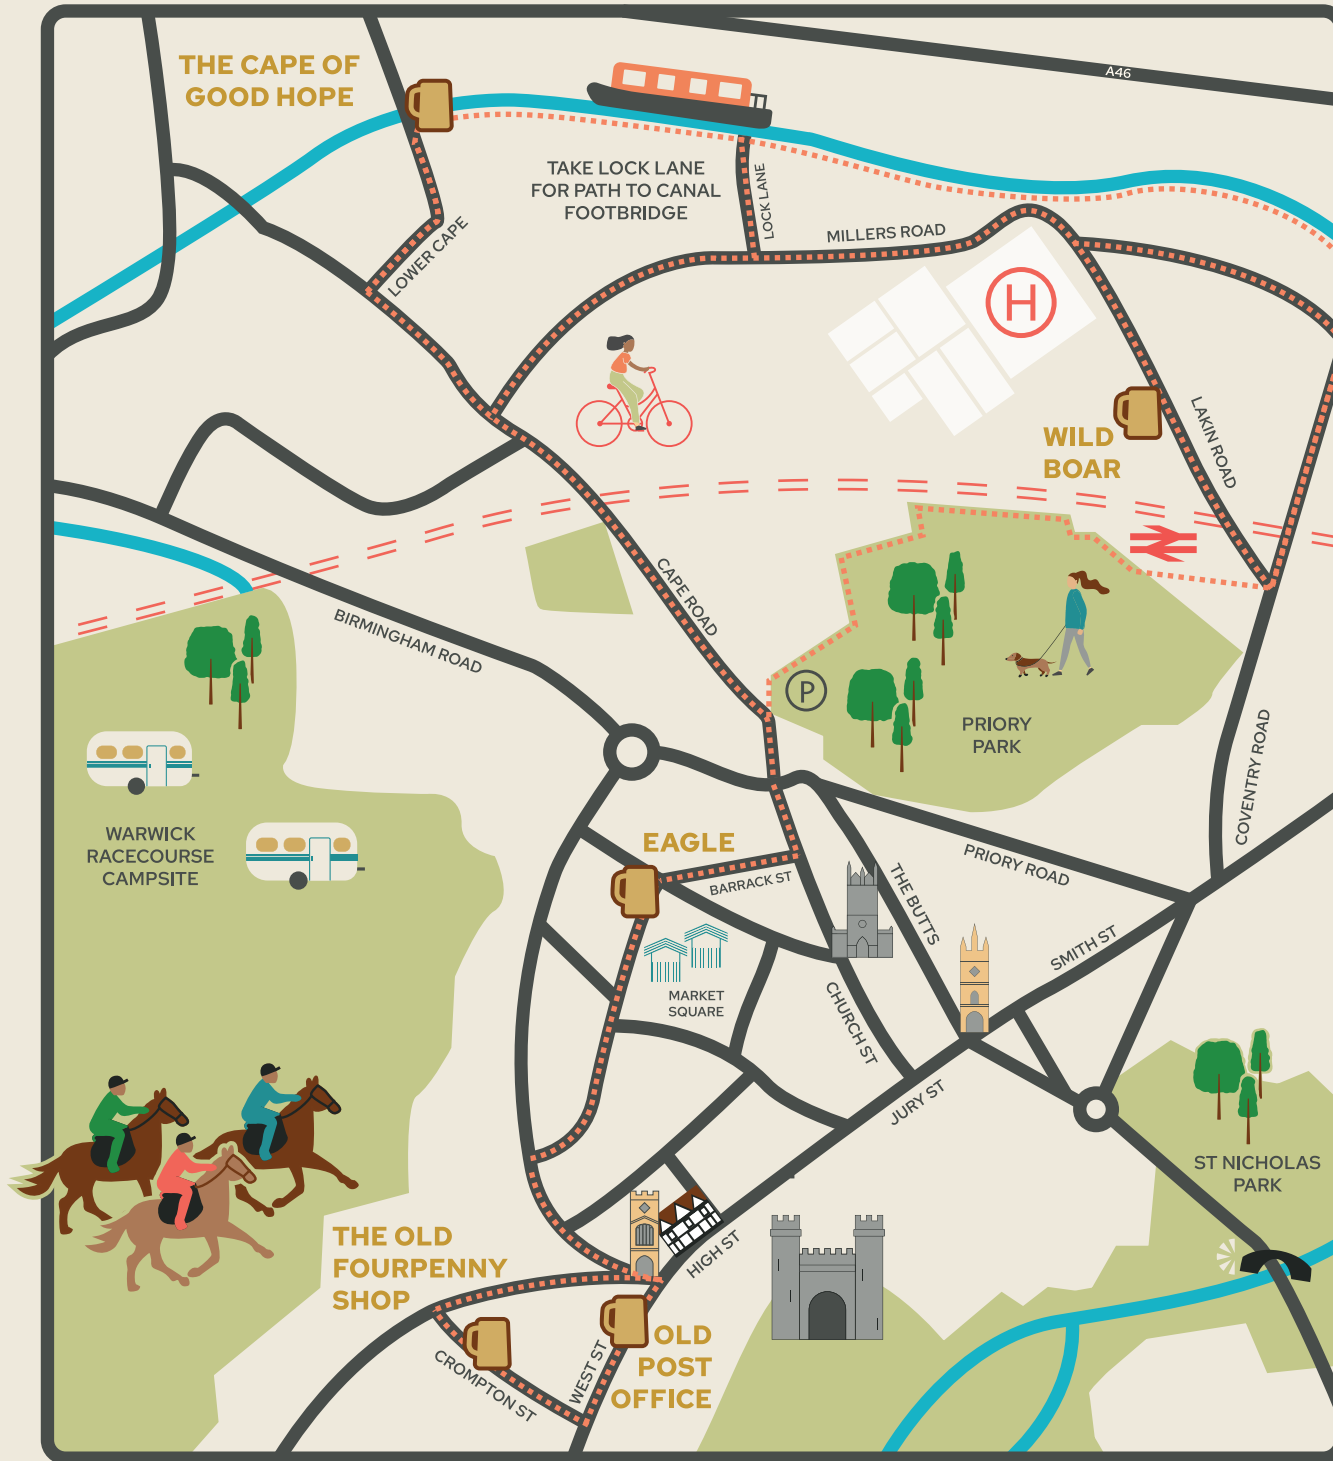 A46
THE CAPE OF
GOOD HOPE
TAKE LOCK LANE
FOR PATH TO CANAL
FOOTBRIDGE
LOCK LANE
LOWER CAPE
MILLERS ROAD
H
WILD
BOAR
LAKIN ROAD
CAPE ROAD
BIRMINGHAM ROAD
P
PRIORY
PARK
COVENTRY ROAD
WARWICK
RACECOURSE
CAMPSITE
EAGLE
BARRACK ST
THE BUTTS
PRIORY ROAD
SMITH ST
MARKET
SQUARE
CHURCH ST
JURY ST
ST NICHOLAS
PARK
THE OLD
FOURPENNY
SHOP
HIGH ST
OLD
POST
OFFICE
WEST ST
CROMPTON ST